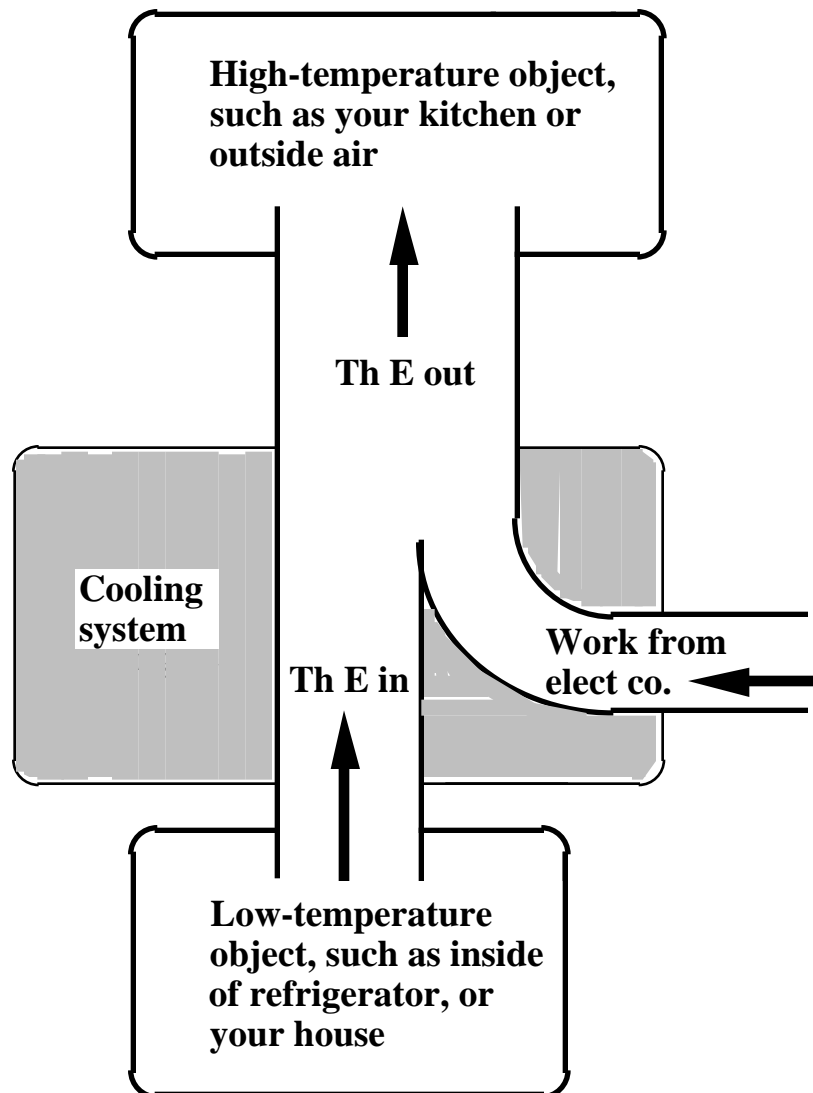 High-temperature object,
such as your kitchen or
outside air
Th E out
Cooling
system
Work from
elect co.
Th E in
Low-temperature
object, such as inside
of refrigerator, or
your house